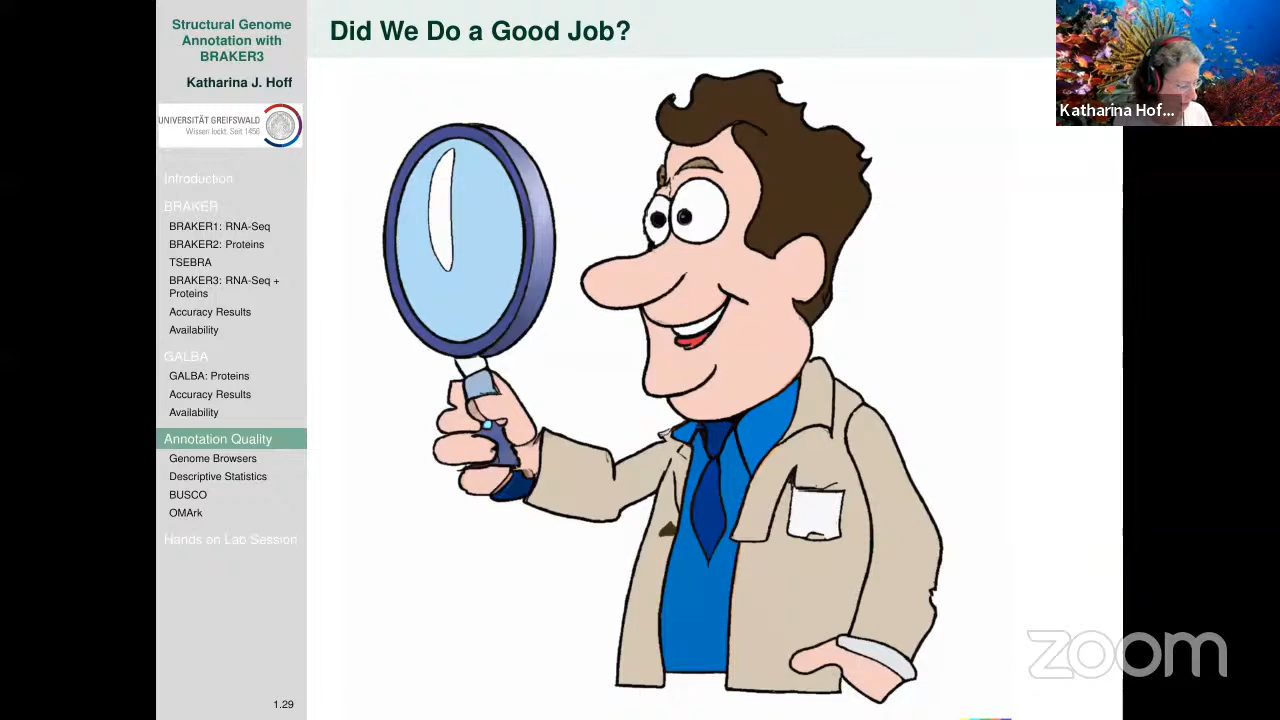 Structural Genome
Annotation with
BRAKER3
Katharina J. Hoff
UNIVERSITÄT GREIFSWALD
Wissen lockt. Seit 1456
Introduction
BRAKER
BRAKER1: RNA-Seq
BRAKER2: Proteins
TSEBRA
BRAKER3: RNA-Seq +
Proteins
Accuracy Results
Availability
GALBA
GALBA: Proteins
Accuracy Results
Availability
Annotation Quality
Genome Browsers
Descriptive Statistics
BUSCO
OMArk
Hands on Lab Session
1.29
Did We Do a Good Job?
Katharina Hof...
zoom